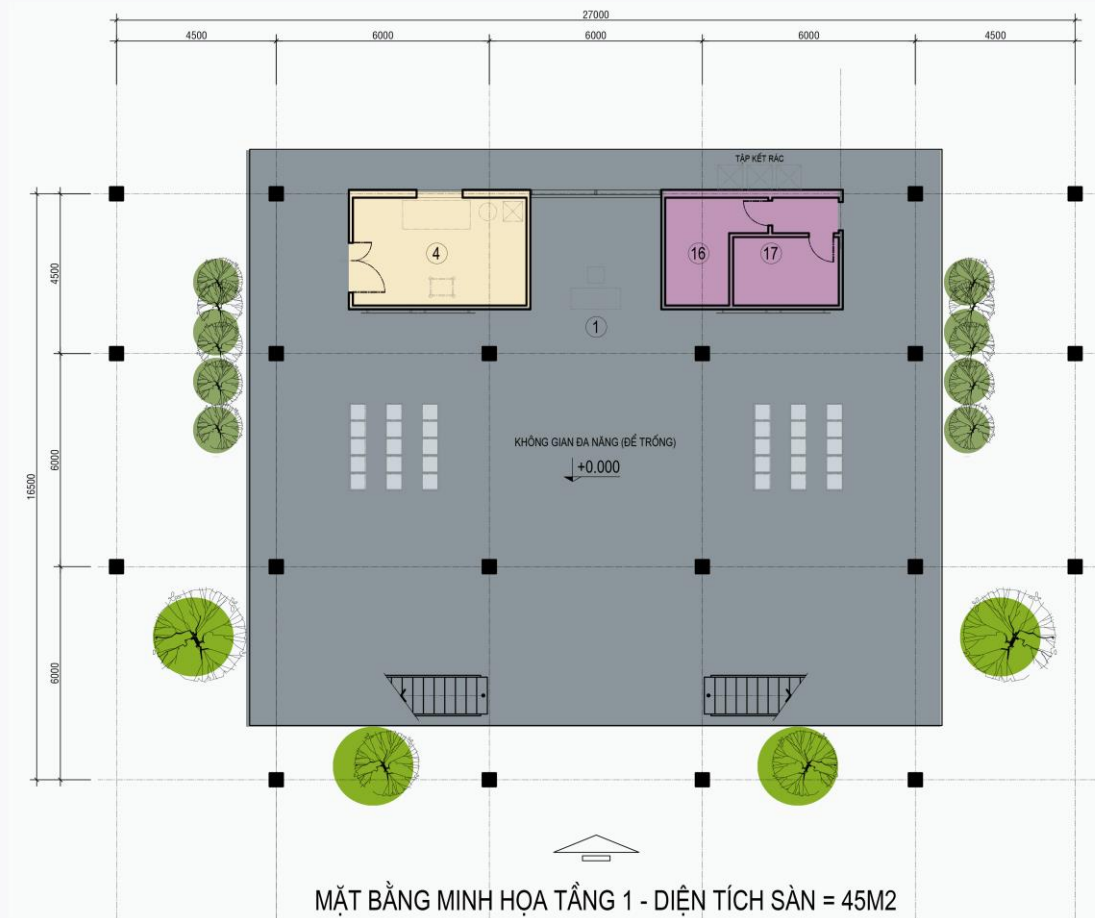 27000
4500 6000 6000 6000 4500
TẬP KẾT RÁC
4500
4
16
17
1
16500
6000
KHÔNG GIAN ĐA NĂNG (ĐỂ TRỐNG)
+0.000
6000
MẶT BẰNG MINH HỌA TẦNG 1 - DIỆN TÍCH SÀN = 45M2